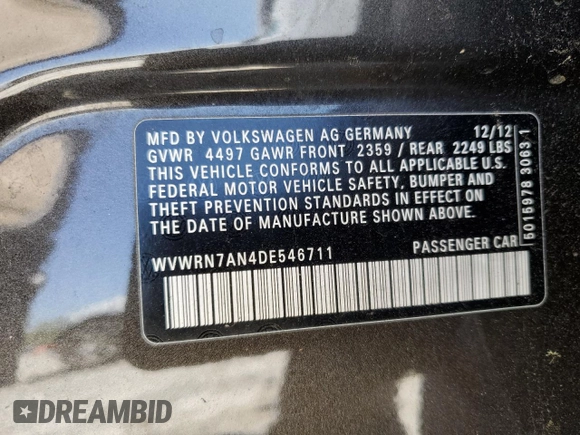 MFD BY VOLKSWAGEN AG GERMANY 12/12
GVWR 4497 GAWR FRONT 2359 / REAR 2249 LBS
THIS VEHICLE CONFORMS TO ALL APPLICABLE U.S.
FEDERAL MOTOR VEHICLE SAFETY, BUMPER AND
THEFT PREVENTION STANDARDS IN EFFECT ON
THE DATE OF MANUFACTURE SHOWN ABOVE.
WVWRN7AN4DE546711 PASSENGER CAR
5015978 3063.1
DREAMBID